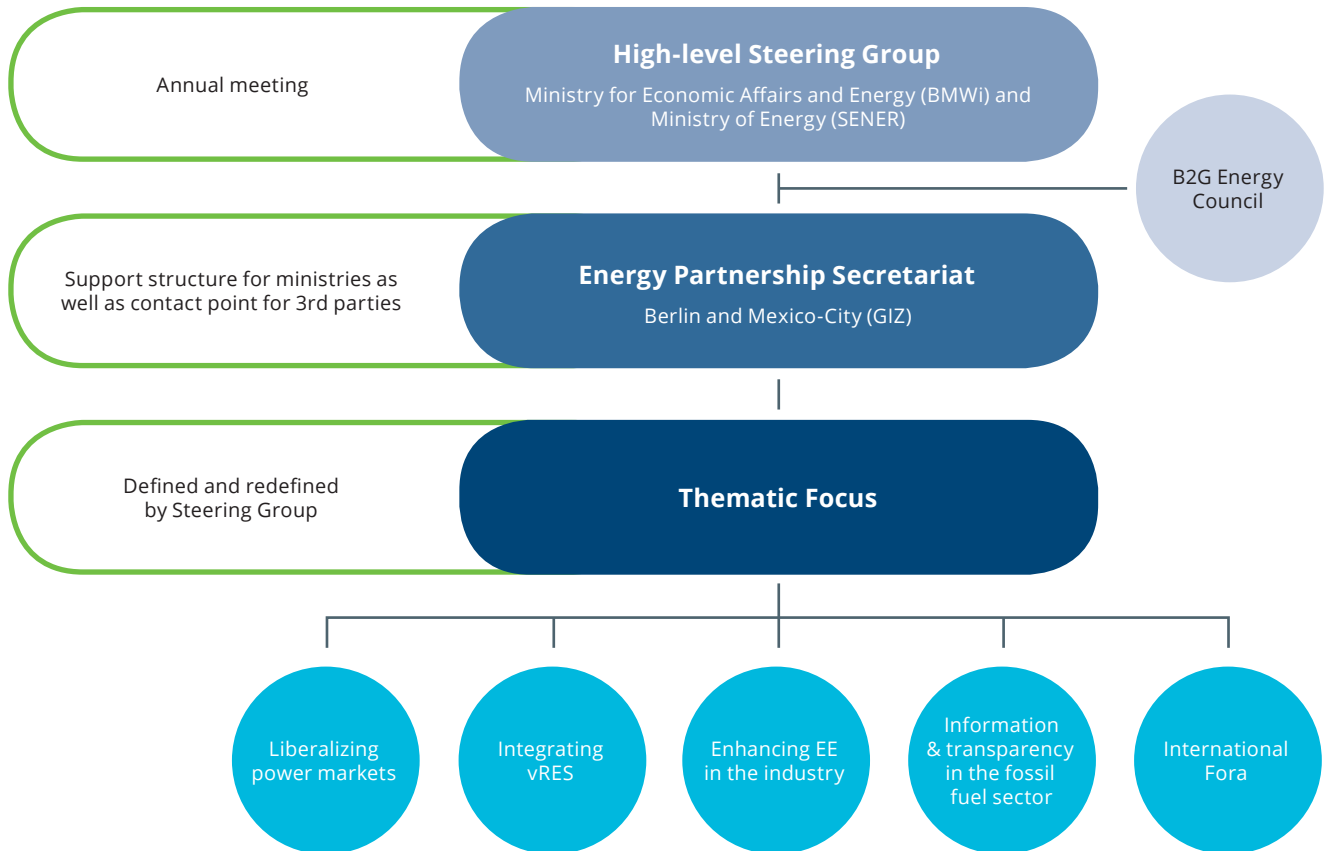 Annual meeting
High-level Steering Group
Ministry for Economic Affairs and Energy (BMWi) and
Ministry of Energy (SENER)
B2G Energy
Council
Support structure for ministries as
well as contact point for 3rd parties
Energy Partnership Secretariat
Berlin and Mexico-City (GIZ)
Defined and redefined
by Steering Group
Thematic Focus
Liberalizing
power markets
Integrating
vRES
Enhancing EE
in the industry
Information
& transparency
in the fossil
fuel sector
International
Fora